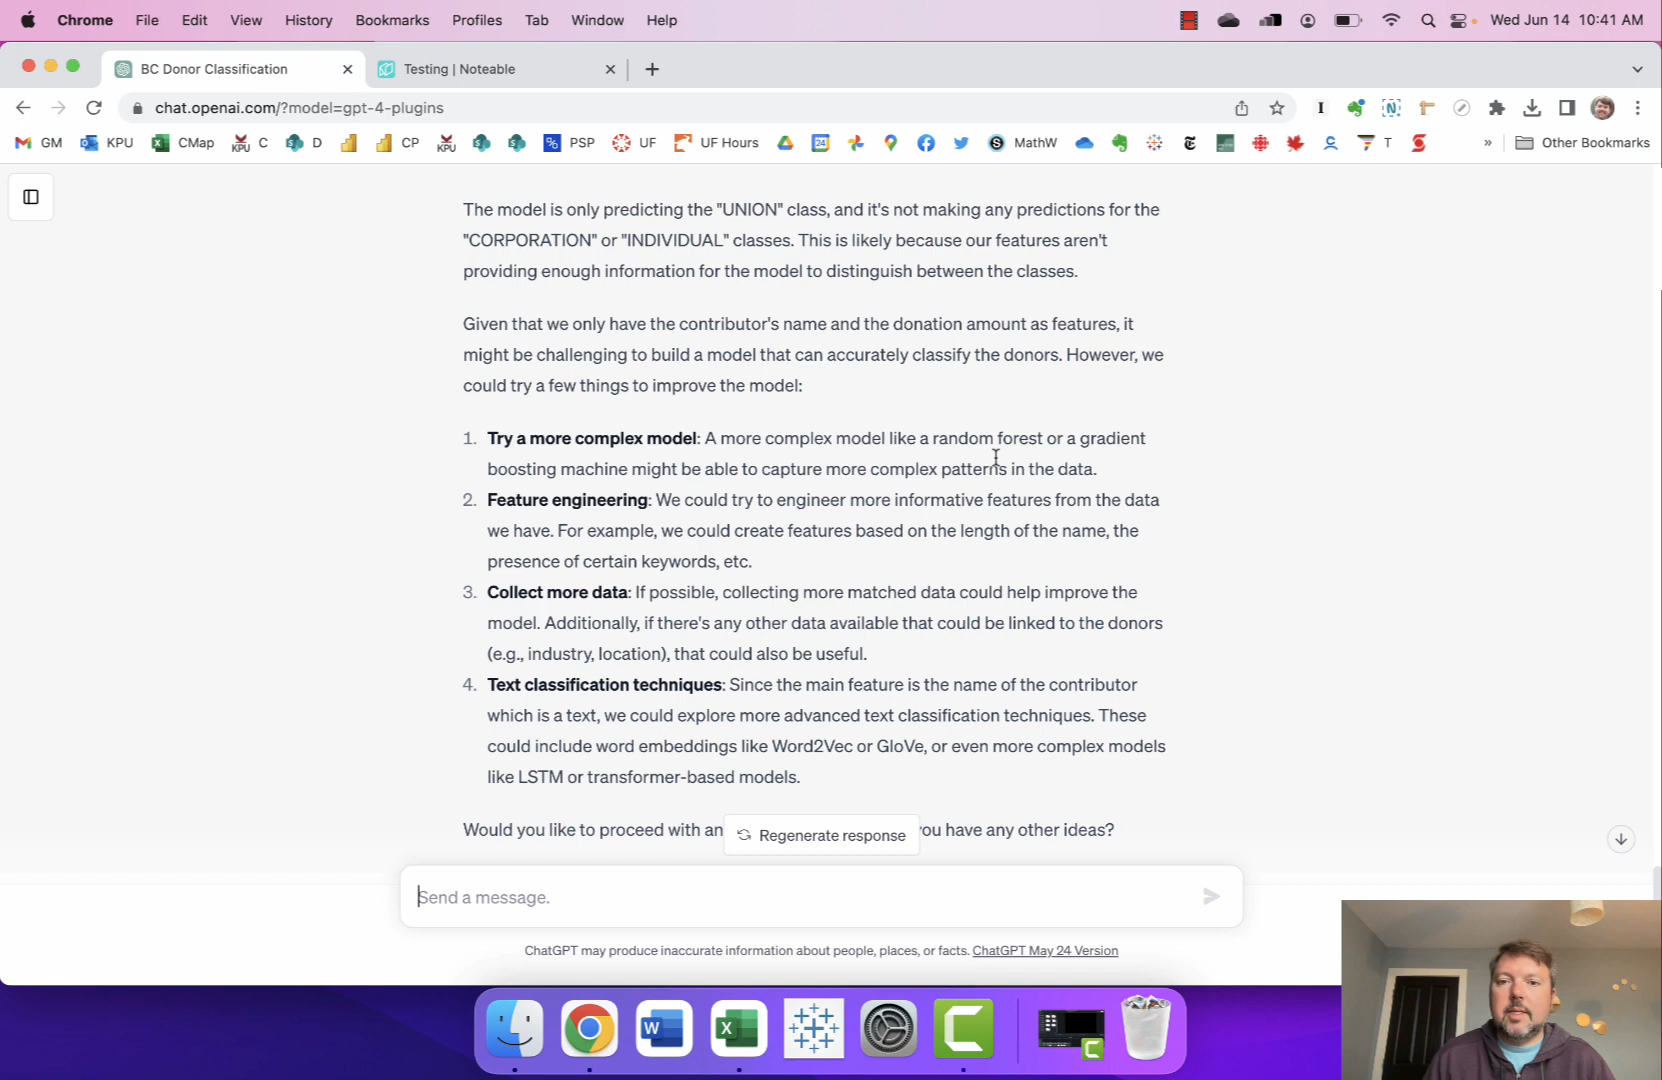 Chrome File Edit View History Bookmarks Profiles Tab Window Help Wed Jun 14 10:41 AM
BC Donor Classification Testing | Noteable
chat.openai.com/?model=gpt-4-plugins
GM KPU CMap KPU C D CP KPU PSP UF 24 UF Hours MathW T » Other Bookmarks
The model is only predicting the "UNION" class, and it's not making any predictions for the
"CORPORATION" or "INDIVIDUAL" classes. This is likely because our features aren't
providing enough information for the model to distinguish between the classes.
Given that we only have the contributor's name and the donation amount as features, it
might be challenging to build a model that can accurately classify the donors. However, we
could try a few things to improve the model:
1. Try a more complex model: A more complex model like a random forest or a gradient
boosting machine might be able to capture more complex patterns in the data.
2. Feature engineering: We could try to engineer more informative features from the data
we have. For example, we could create features based on the length of the name, the
presence of certain keywords, etc.
3. Collect more data: If possible, collecting more matched data could help improve the
model. Additionally, if there's any other data available that could be linked to the donors
(e.g., industry, location), that could also be useful.
4. Text classification techniques: Since the main feature is the name of the contributor
which is a text, we could explore more advanced text classification techniques. These
could include word embeddings like Word2Vec or GloVe, or even more complex models
like LSTM or transformer-based models.
Would you like to proceed with an Regenerate response you have any other ideas?
Send a message.
ChatGPT may produce inaccurate information about people, places, or facts. ChatGPT May 24 Version